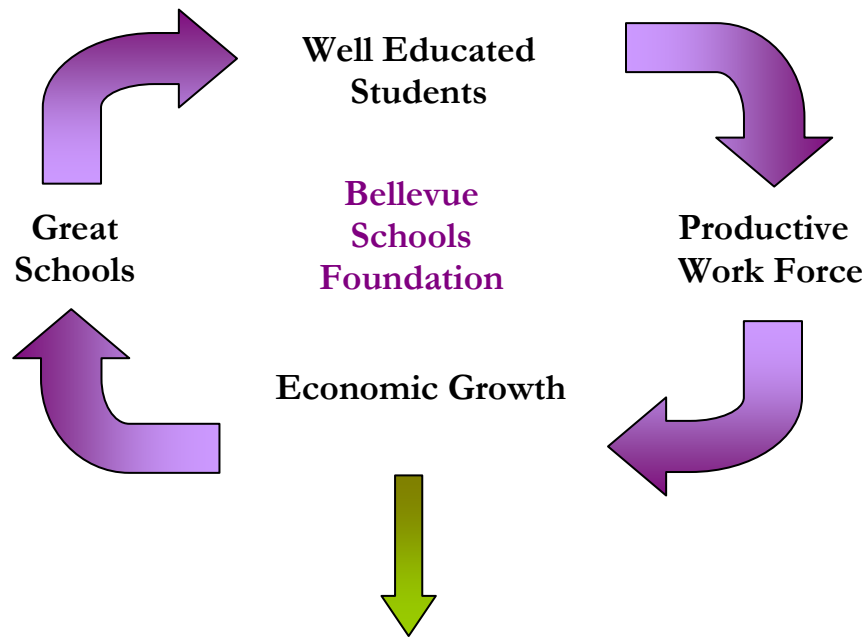 Well Educated
Students
Bellevue
Schools
Foundation
Great
Schools
Productive
Work Force
Economic Growth